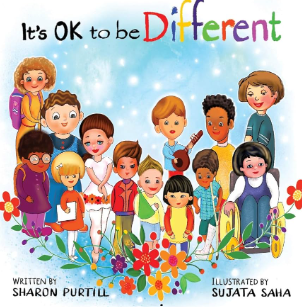 It's OK to be Different
WRITTEN BY
SHARON PURTILL
ILLUSTRATED BY
SUJATA SAHA